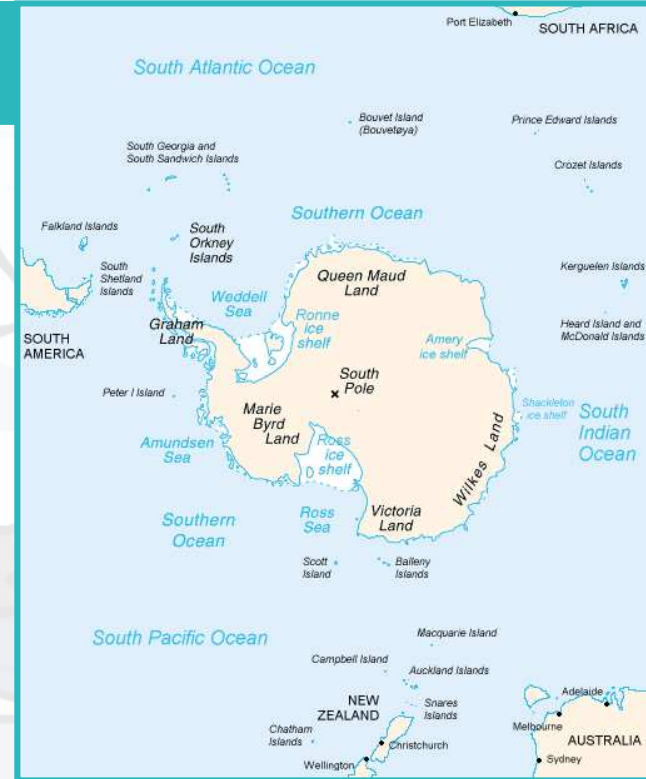 Port Elizabeth
SOUTH AFRICA
South Atlantic Ocean
Bouvet Island
(Bouvetøya)
Prince Edward Islands
South Georgia and
South Sandwich Islands
Crozet Islands
Southern Ocean
Falkland Islands
South
Orkney
Islands
South
Shetland
Islands
Queen Maud
Land
Kerguelen Islands
Weddell
Sea
Ronne
ice
shelf
Graham
Land
Heard Island and
McDonald Islands
SOUTH
AMERICA
Amery
ice shelf
South
Pole
Peter I Island
Marie
Byrd
Land
Shackleton
ice shelf
South
Indian
Ocean
Amundsen
Sea
Ross
ice
shelf
Wilkes Land
Southern
Ocean
Ross
Sea
Victoria
Land
Scott
Island
Balleny
Islands
South Pacific Ocean
Macquarie Island
Campbell Island
Auckland Islands
NEW
ZEALAND
Snares
Islands
Adelaide
Melbourne
Chatham
Islands
Christchurch
AUSTRALIA
Wellington
Sydney